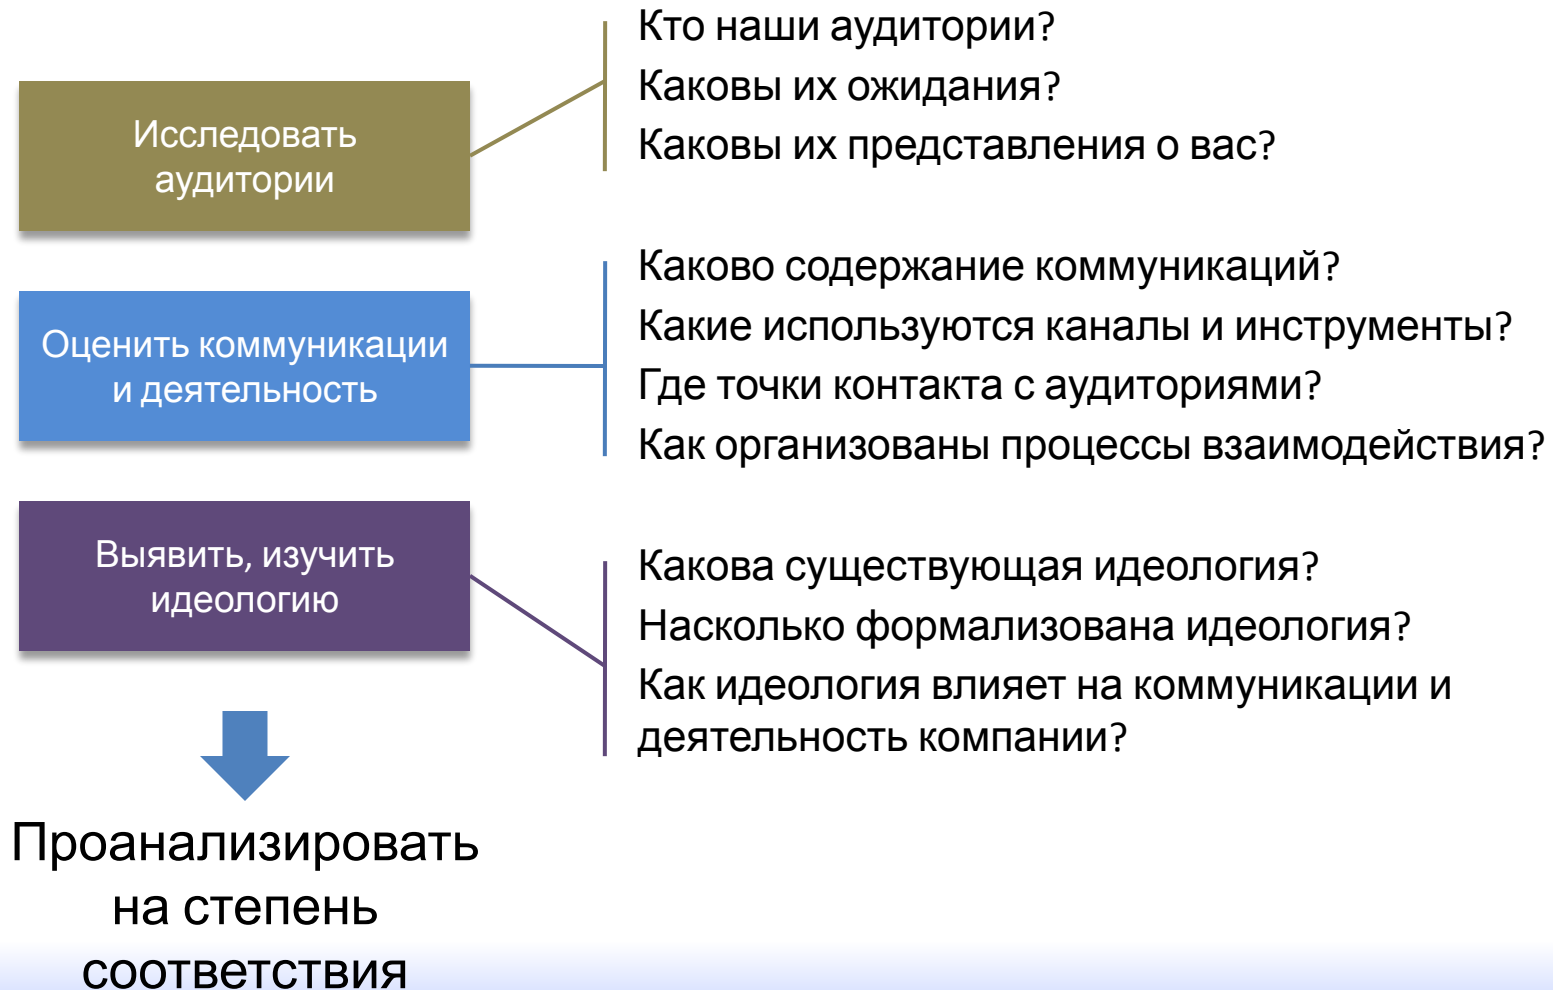 Исследовать
аудитории
Кто наши аудитории?
Каковы их ожидания?
Каковы их представления о вас?
Оценить коммуникации
и деятельность
Каково содержание коммуникаций?
Какие используются каналы и инструменты?
Где точки контакта с аудиториями?
Как организованы процессы взаимодействия?
Выявить, изучить
идеологию
Какова существующая идеология?
Насколько формализована идеология?
Как идеология влияет на коммуникации и
деятельность компании?
Проанализировать
на степень
соответствия